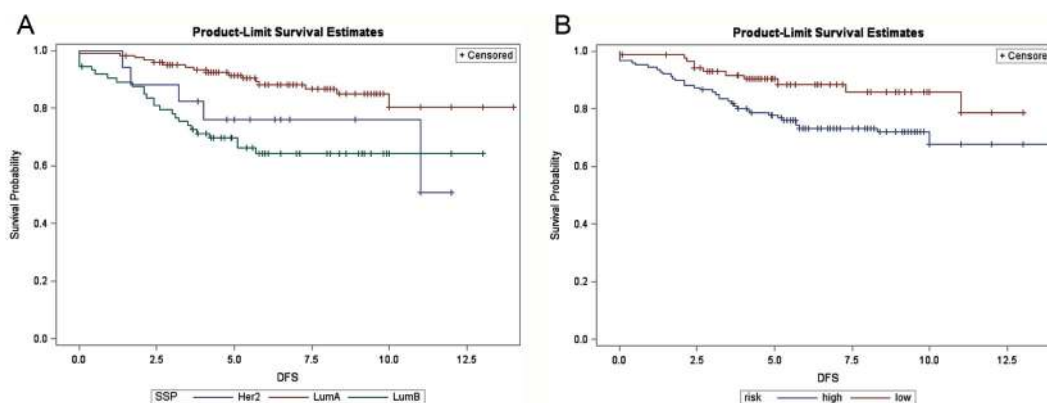 A
Product-Limit Survival Estimates
+ Censored
1.0
0.8
0.6
0.4
0.2
0.0
Survival Probability
0.0 2.5 5.0 7.5 10.0 12.5
DFS
SSP Her2 LumA LumB
B
Product-Limit Survival Estimates
+ Censored
1.0
0.8
0.6
0.4
0.2
0.0
Survival Probability
0.0 2.5 5.0 7.5 10.0 12.5
DFS
risk high low